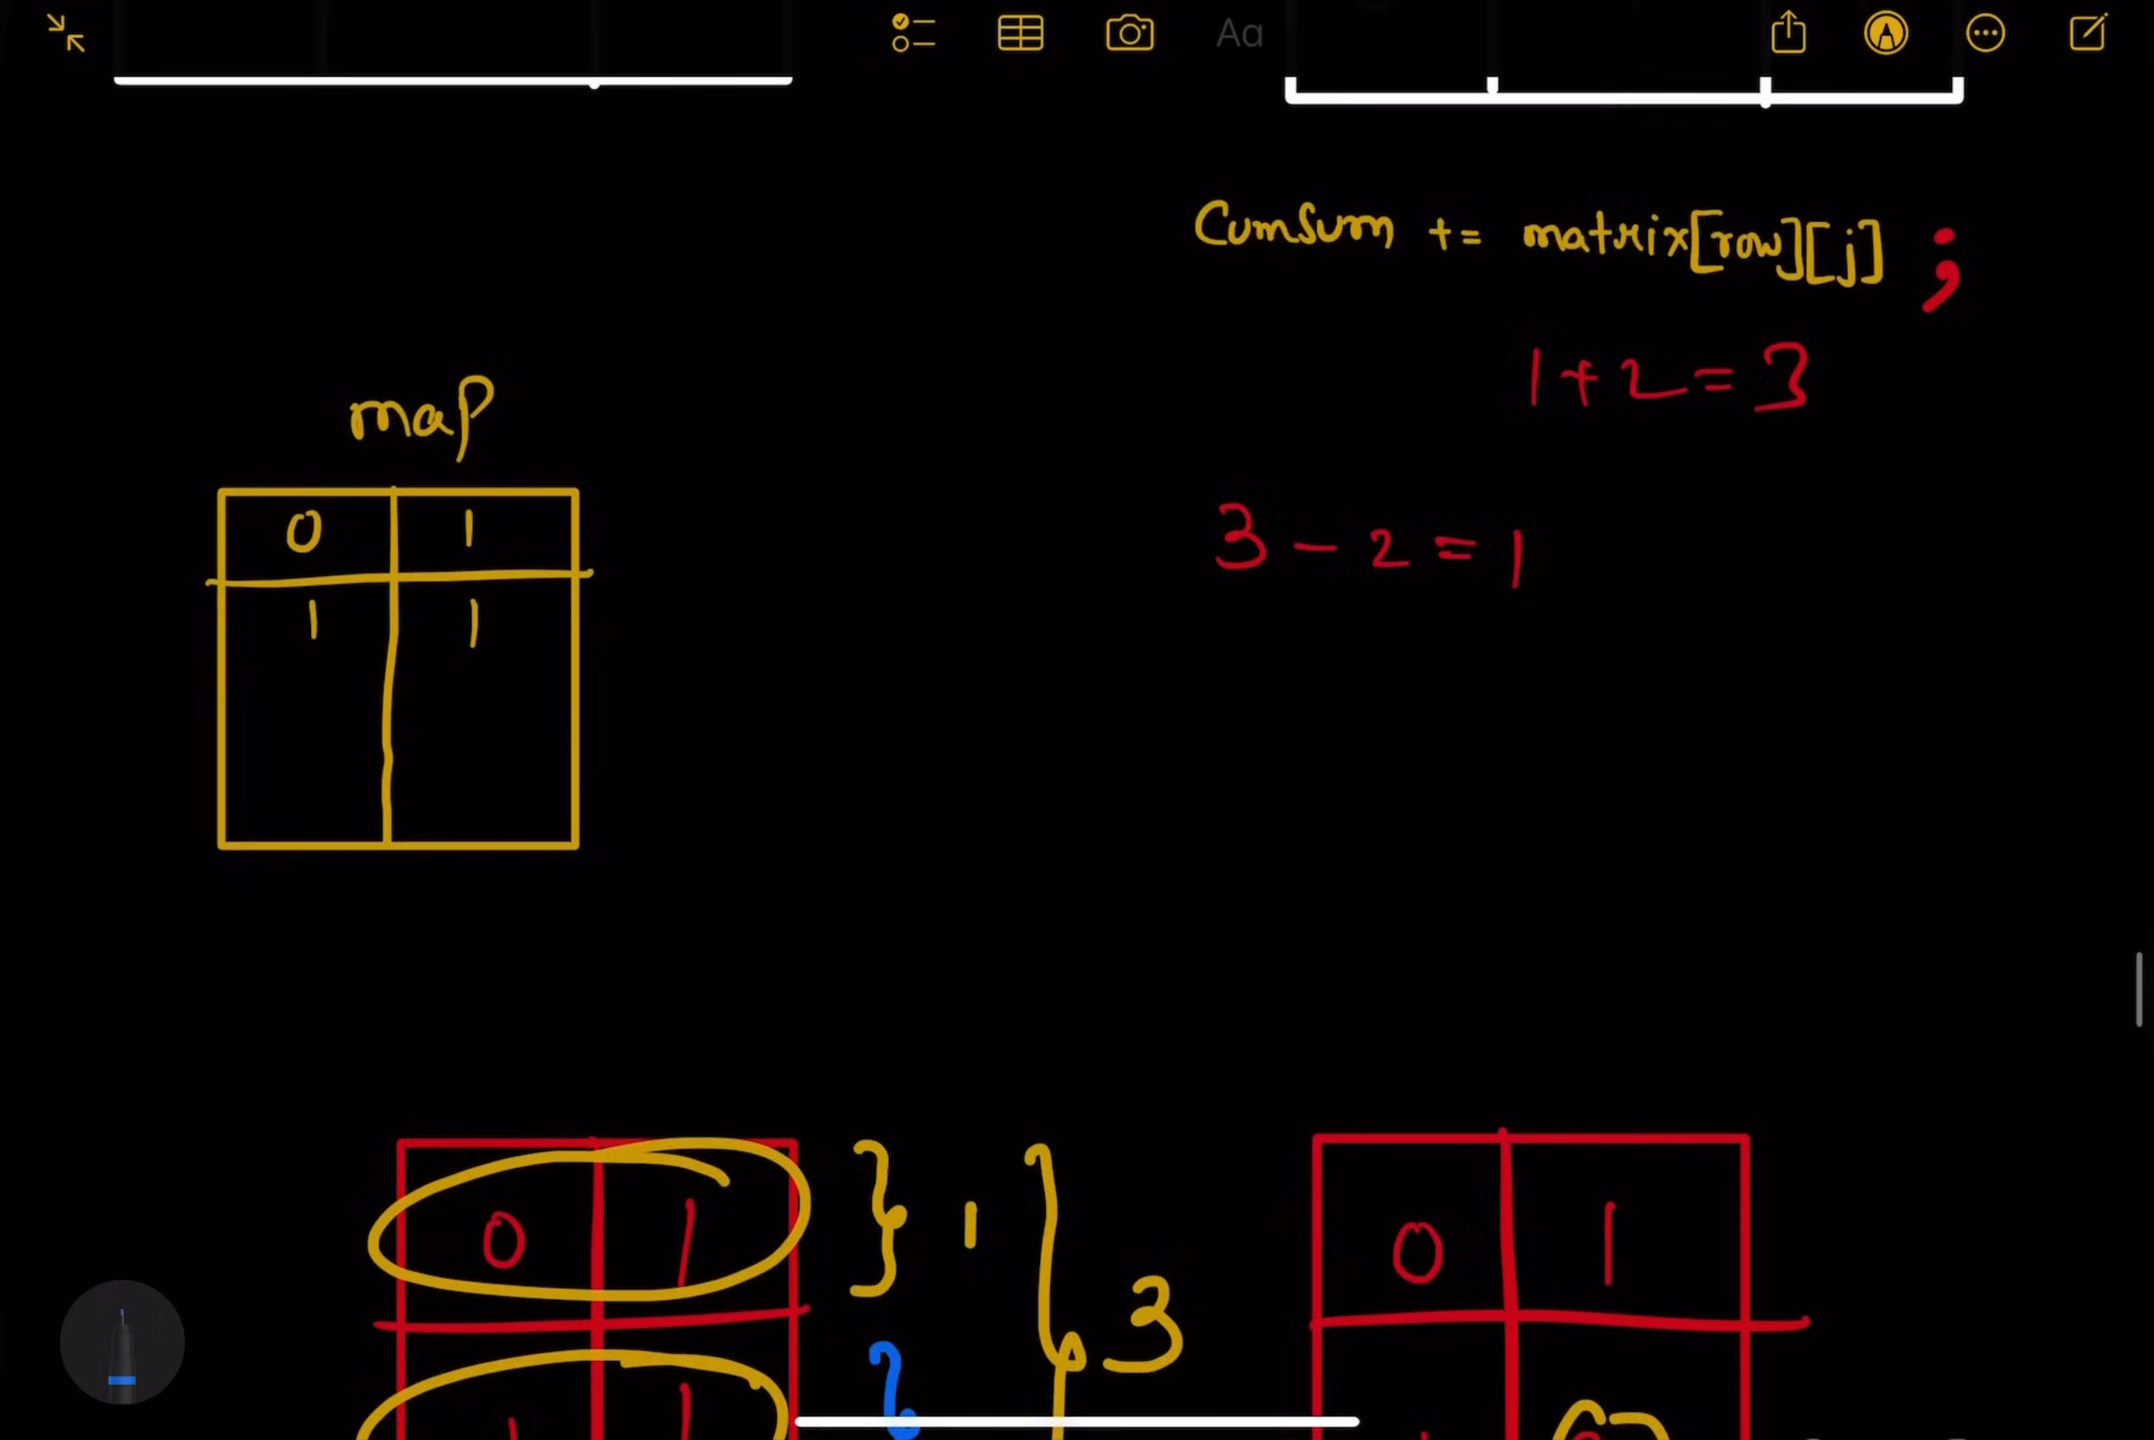 Aa
CumSum += matrix[row][j] ;
1+2=3
map
0 1
1 1
3 - 2 = 1
0 1 } 1
3
0 1